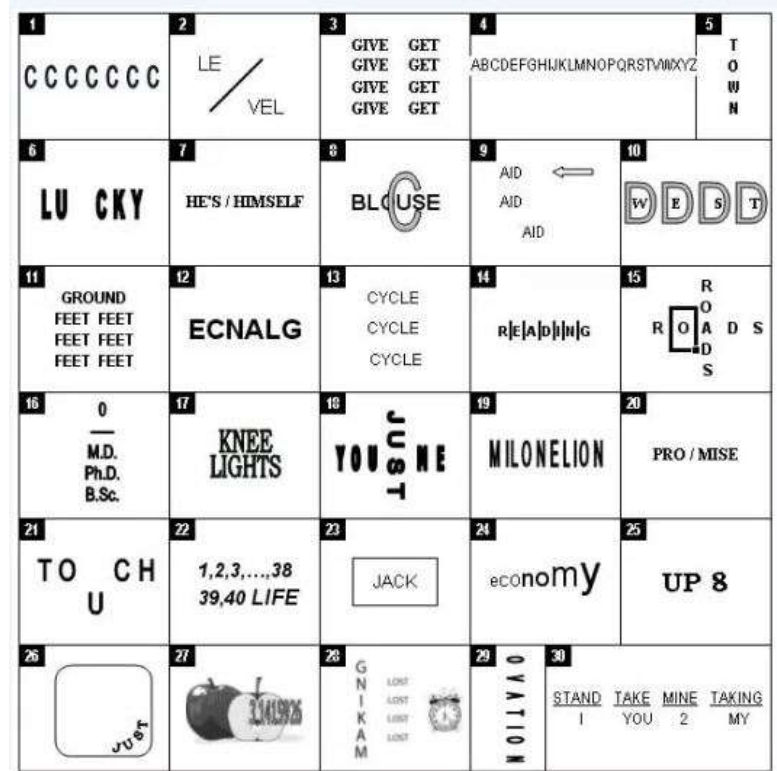 1
C C C C C C C
2
LE
/
VEL
3
GIVE GET
GIVE GET
GIVE GET
GIVE GET
4
ABCDEFGHIJKLMNOPQRSTVWXYZ
5
TOWN
6
LU CKY
7
HE'S / HIMSELF
8
BLOUSE
C
9
AID
AID
AID
10
D D D D
W E S T
11
GROUND
FEET FEET
FEET FEET
FEET FEET
12
ECNALG
13
CYCLE
CYCLE
CYCLE
14
R|E|A|D|I|N|G
15
ROADS
R O A D S
16
0
M.D.
Ph.D.
B.Sc.
17
KNEE
LIGHTS
18
YOU JUST ME
19
MILONELION
20
PRO / MISE
21
TO CH
U
22
1,2,3,...,38
39,40 LIFE
23
JACK
24
economy
25
UP 8
26
JUST
27
3.1415926
28
GNIKAM
LOST
LOST
LOST
LOST
29
OVATION
30
STAND TAKE MINE TAKING
I YOU 2 MY